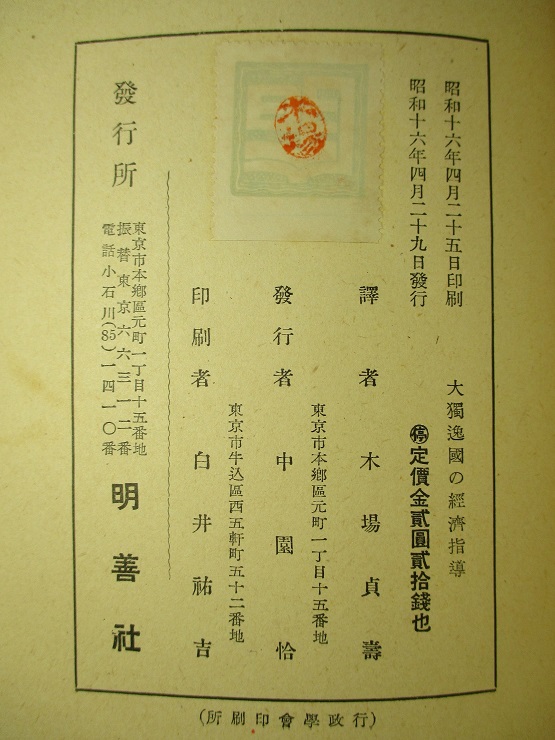 昭和十六年四月二十五日印刷
昭和十六年四月二十九日發行
大獨逸國の經濟指導
㊡定價金貳圓貳拾錢也
譯者 木場貞壽
東京市本鄕區元町一丁目十五番地
發行者 中園恰
東京市牛込區西五軒町五十二番地
印刷者 白井祐吉
發行所
東京市本鄕區元町一丁目十五番地
振替東京六六三一二番
電話小石川(85)一四一〇番
明善社
木場
(行政學會印刷所)